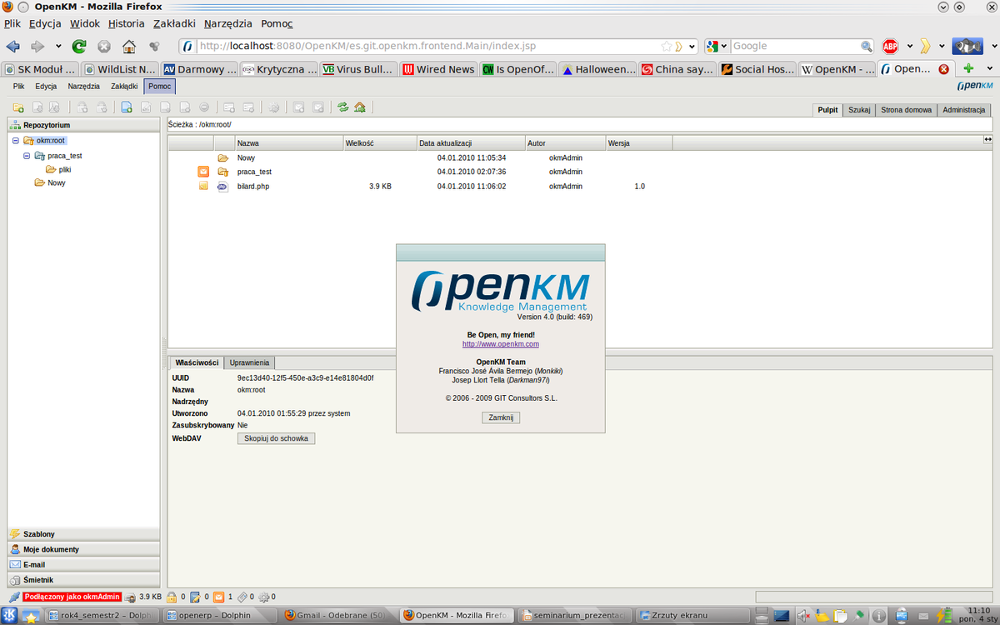 OpenKM - Mozilla Firefox
Plik Edycja Widok Historia Zakładki Narzędzia Pomoc
http://localhost:8080/OpenKM/es.git.openkm.frontend.Main/index.jsp
Google
ABP
SK Moduł ... WildList N... AV Darmowy ... Krytyczna ... VB Virus Bull... W Wired News CW Is OpenOf... Halloween... China say... Social Hos... W OpenKM - ... Open...
Plik Edycja Narzędzia Zakłądki Pomoc
OpenKM
Pulpit Szukaj Strona domowa Administracja
Repozytorium
Ścieżka : /okm:root/
okm:root
praca_test
pliki
Nowy
Nazwa Wielkość Data aktualizacji Autor Wersja
Nowy 04.01.2010 11:05:34 okmAdmin
praca_test 04.01.2010 02:07:36 okmAdmin
bilard.php 3.9 KB 04.01.2010 11:06:02 okmAdmin 1.0
OpenKM
Knowledge Management
Version 4.0 (build: 469)
Be Open, my friend!
http://www.openkm.com
OpenKM Team
Francisco José Ávila Bermejo (Monkiki)
Josep Llort Tella (Darkman97i)
© 2006 - 2009 GIT Consultors S.L.
Zamknij
Właściwości Uprawnienia
UUID 9ec13d40-12f5-450e-a3c9-e14e81804d0f
Nazwa okm:root
Nadrzędny
Utworzono 04.01.2010 01:55:29 przez system
Zasubskrybowany Nie
WebDAV Skopiuj do schowka
Szablony
Moje dokumenty
E-mail
Śmietnik
Podłączony jako okmAdmin 3.9 KB 0 0 1 0 0
rok4_semestr2 – Dolph openerp – Dolphin Gmail - Odebrane (50) OpenKM - Mozilla Firefo seminarium_prezentac Zrzuty ekranu
11:10
pon, 4 sty